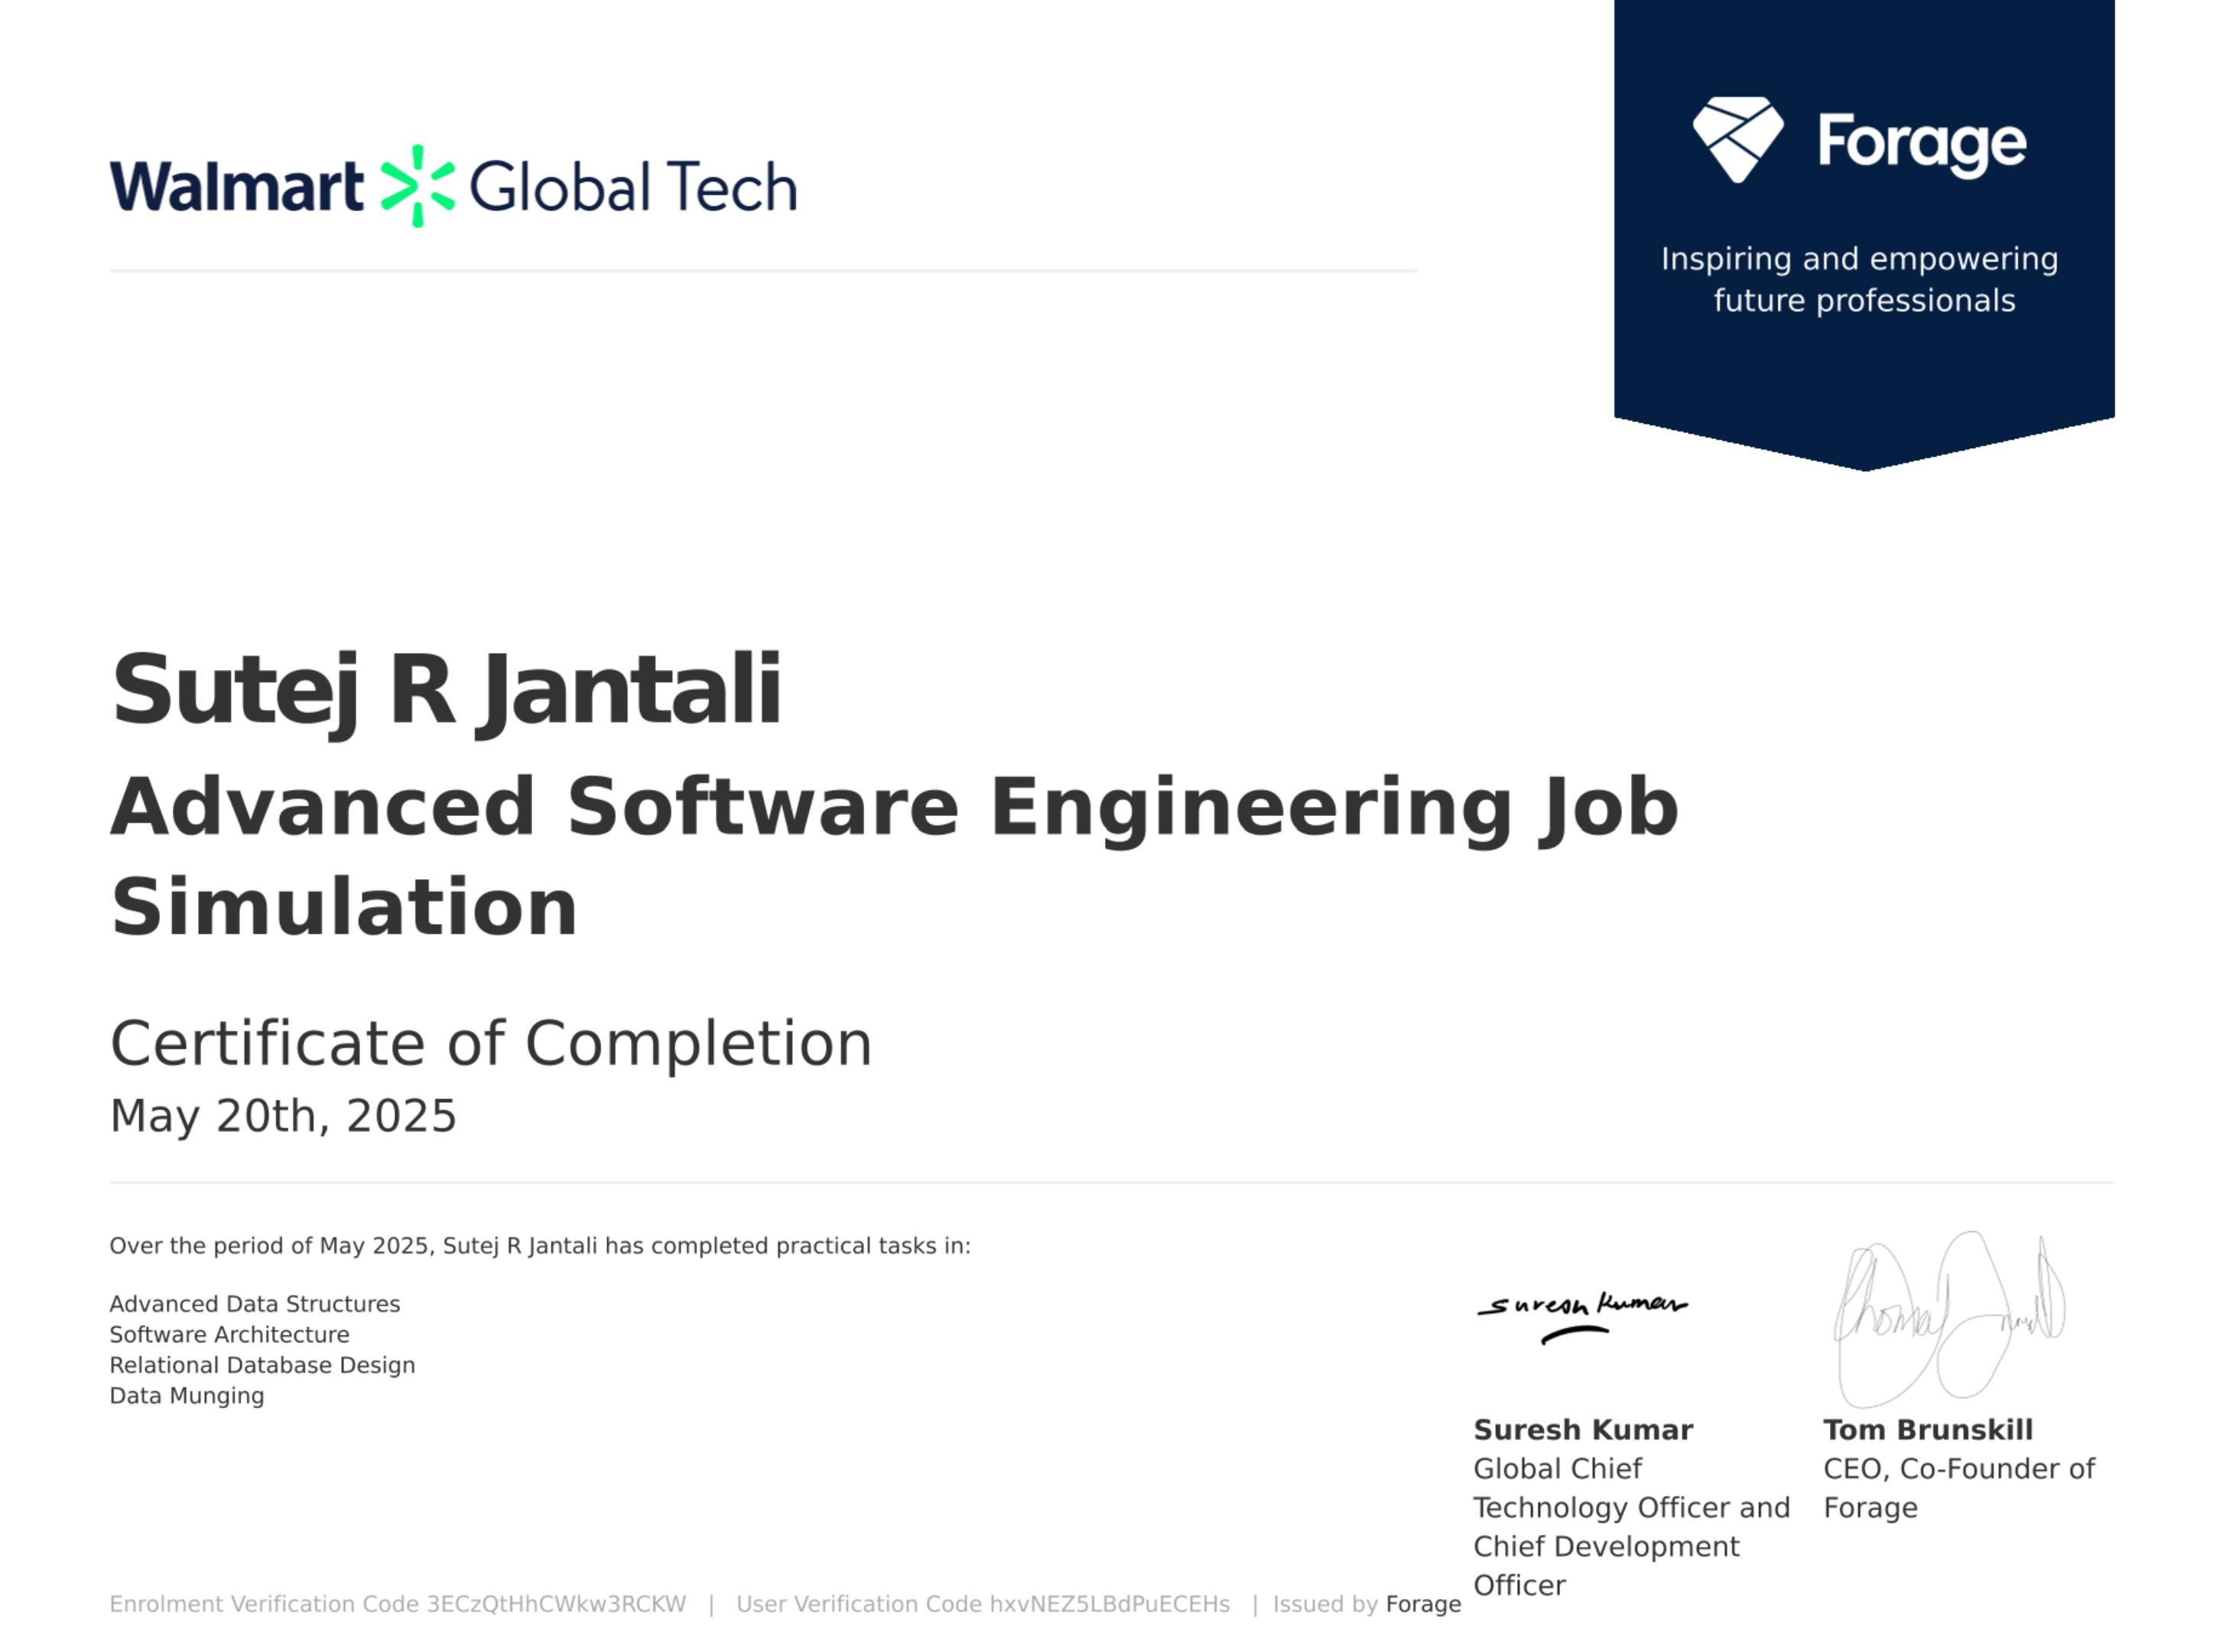 Walmart Global Tech
Forage
Inspiring and empowering
future professionals
Sutej R Jantali
Advanced Software Engineering Job
Simulation
Certificate of Completion
May 20th, 2025
Over the period of May 2025, Sutej R Jantali has completed practical tasks in:
Advanced Data Structures
Software Architecture
Relational Database Design
Data Munging
Suresh Kumar
Suresh Kumar
Global Chief
Technology Officer and
Chief Development
Officer
Tom Brunskill
CEO, Co-Founder of
Forage
Enrolment Verification Code 3ECzQtHhCWkw3RCKW | User Verification Code hxvNEZ5LBdPuECEHs | Issued by Forage